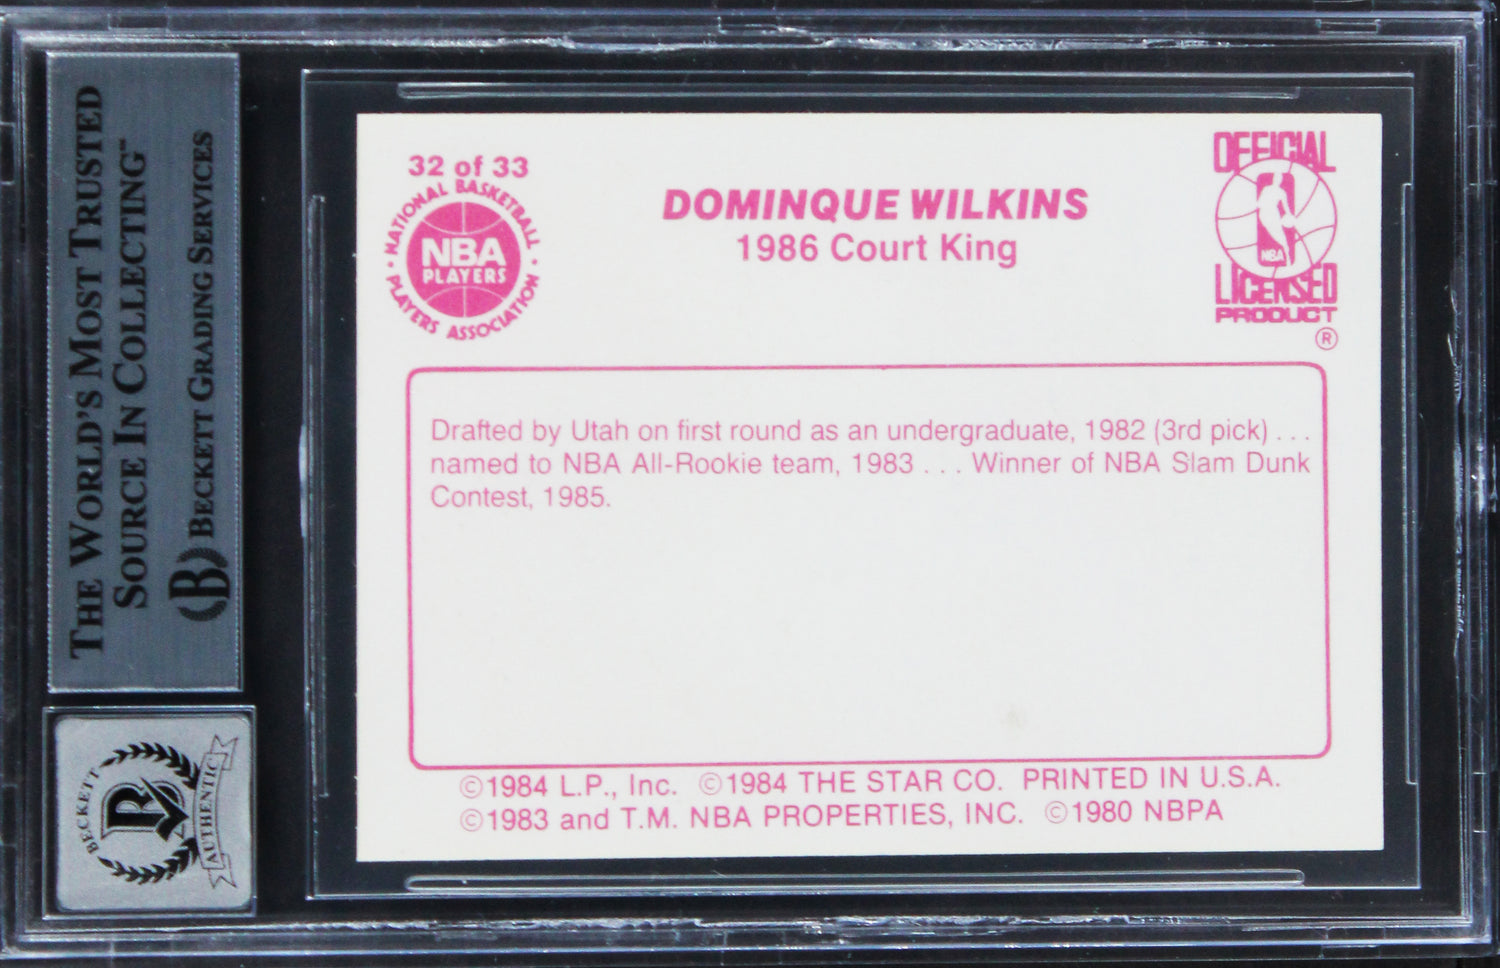 THE WORLD'S MOST TRUSTED
SOURCE IN COLLECTING™
BECKETT GRADING SERVICES
BECKETT
AUTHENTIC
32 of 33
NATIONAL BASKETBALL
NBA
PLAYERS
PLAYERS ASSOCIATION
DOMINQUE WILKINS
1986 Court King
OFFICIAL
NBA
LICENSED
PRODUCT
®
Drafted by Utah on first round as an undergraduate, 1982 (3rd pick) . . .
named to NBA All-Rookie team, 1983 . . . Winner of NBA Slam Dunk
Contest, 1985.
©1984 L.P., Inc. ©1984 THE STAR CO. PRINTED IN U.S.A.
©1983 and T.M. NBA PROPERTIES, INC. ©1980 NBPA